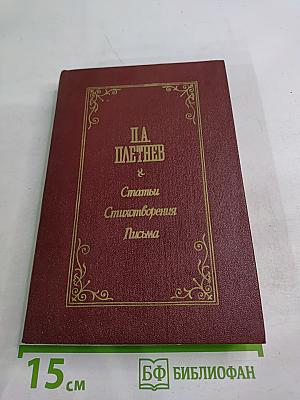 П.А.
ПЛЕТНЕВ
Статьи
Стихотворения
Письма
15 см
БФ БИБЛИОФАН